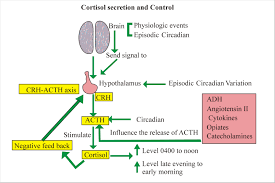 Cortisol secretion and Control
Brain
Physiologic events
Episodic Circadian
Send signal to
Hypothalamus
Episodic Circadian Variation
CRH-ACTH axis
CRH
ACTH
Circadian
ADH
Angiotensin II
Cytokines
Opiates
Catecholamines
Stimulate
Influence the release of ACTH
Negative feed back
Cortisol
Level 0400 to noon
Level late evening to
early morning